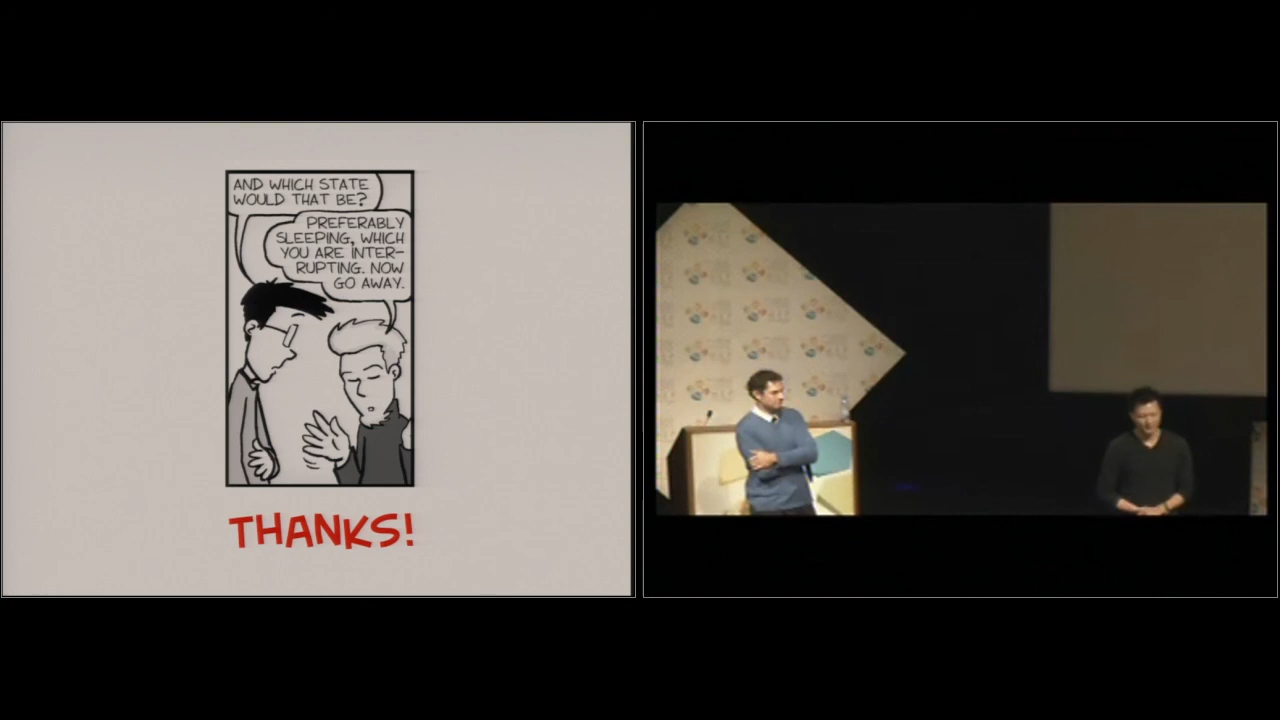 AND WHICH STATE
WOULD THAT BE?
PREFERABLY
SLEEPING, WHICH
YOU ARE INTER-
RUPTING. NOW
GO AWAY.
THANKS!